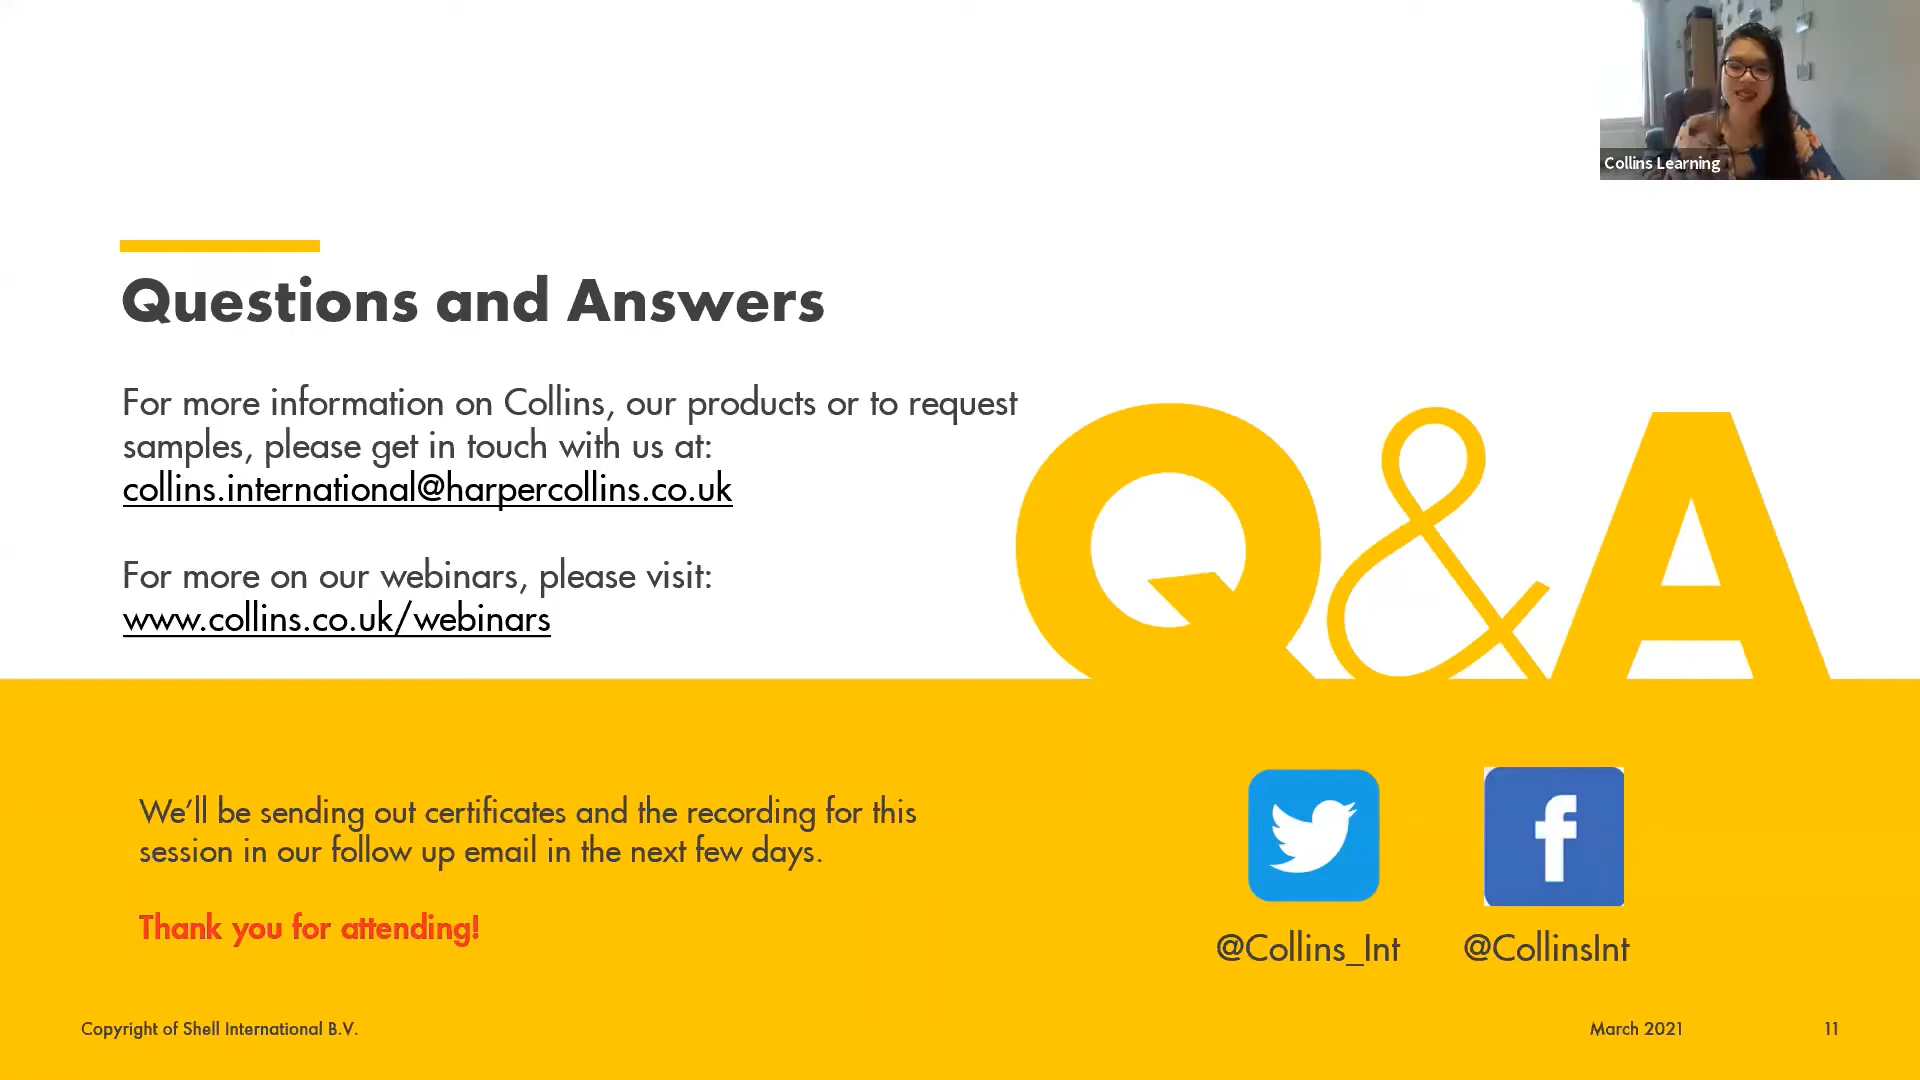 Collins Learning
Questions and Answers
For more information on Collins, our products or to request
samples, please get in touch with us at:
collins.international@harpercollins.co.uk
For more on our webinars, please visit:
www.collins.co.uk/webinars
Q&A
We'll be sending out certificates and the recording for this
session in our follow up email in the next few days.
Thank you for attending!
@Collins_Int
@CollinsInt
Copyright of Shell International B.V.
March 2021
11